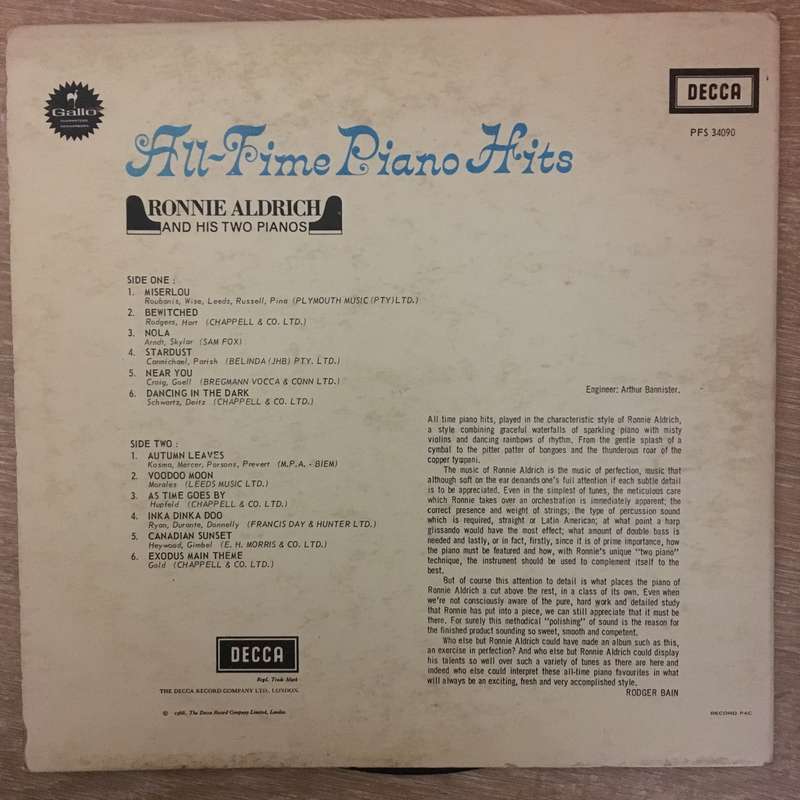 Gallo
DECCA
PFS 34090
All-Time Piano Hits
RONNIE ALDRICH
AND HIS TWO PIANOS
SIDE ONE :
1. MISERLOU
Roubanis, Wise, Leeds, Russell, Pina (PLYMOUTH MUSIC (PTY) LTD.)
2. BEWITCHED
Rodgers, Hart (CHAPPELL & CO. LTD.)
3. NOLA
Arndt, Skylar (SAM FOX)
4. STARDUST
Carmichael, Parish (BELINDA (JHB) PTY. LTD.)
5. NEAR YOU
Craig, Goell (BREGMANN VOCCA & CONN LTD.)
6. DANCING IN THE DARK
Schwartz, Deitz (CHAPPELL & CO. LTD.)
SIDE TWO :
1. AUTUMN LEAVES
Kosma, Mercer, Parsons, Prevert (M.P.A. - BIEM)
2. VOODOO MOON
Morales (LEEDS MUSIC LTD.)
3. AS TIME GOES BY
Hupfeld (CHAPPELL & CO. LTD.)
4. INKA DINKA DOO
Ryan, Durante, Donnelly (FRANCIS DAY & HUNTER LTD.)
5. CANADIAN SUNSET
Heywood, Gimbel (E. H. MORRIS & CO. LTD.)
6. EXODUS MAIN THEME
Gold (CHAPPELL & CO. LTD.)
Engineer: Arthur Bannister.
All time piano hits, played in the characteristic style of Ronnie Aldrich,
a style combining graceful waterfalls of sparkling piano with misty
violins and dancing rainbows of rhythm. From the gentle splash of a
cymbal to the pitter patter of bongoes and the thunderous roar of the
copper tympani.
The music of Ronnie Aldrich is the music of perfection, music that
although soft on the ear demands one's full attention if each subtle detail
is to be appreciated. Even in the simplest of tunes, the meticulous care
which Ronnie takes over an orchestration is immediately apparent; the
correct presence and weight of strings; the type of percussion sound
which is required, straight or Latin American; at what point a harp
glissando would have the most effect; what amount of double bass is
needed and lastly, or in fact, firstly, since it is of prime importance, how
the piano must be featured and how, with Ronnie's unique "two piano"
technique, the instrument should be used to complement itself to the
best.
But of course this attention to detail is what places the piano of
Ronnie Aldrich a cut above the rest, in a class of its own. Even when
we're not consciously aware of the pure, hard work and detailed study
that Ronnie has put into a piece, we can still appreciate that it must be
there. For surely this methodical "polishing" of sound is the reason for
the finished product sounding so sweet, smooth and competent.
Who else but Ronnie Aldrich could have made an album such as this,
an exercise in perfection? And who else but Ronnie Aldrich could display
his talents so well over such a variety of tunes as there are here and
indeed who else could interpret these all-time piano favourites in what
will always be an exciting, fresh and very accomplished style.
RODGER BAIN
DECCA
Regd. Trade Mark
THE DECCA RECORD COMPANY LTD., LONDON.
© 1966, The Decca Record Company Limited, London.
RECORD PAC